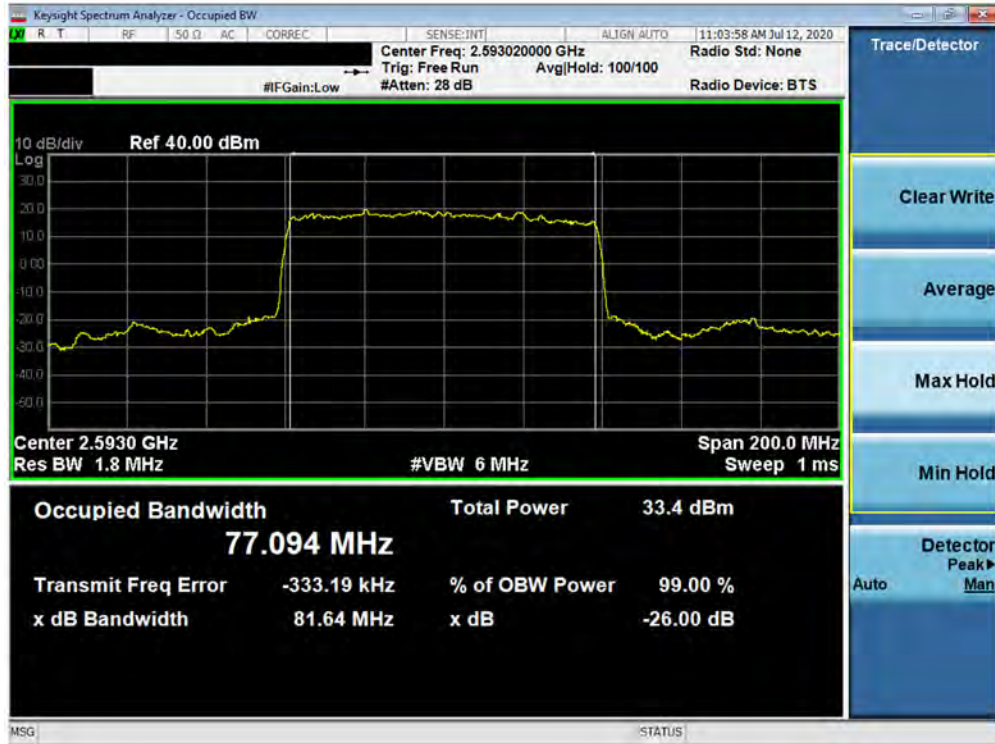 Keysight Spectrum Analyzer - Occupied BW
LXI R T RF 50 Ω AC CORREC SENSE:INT ALIGN AUTO 11:03:58 AM Jul 12, 2020
Center Freq: 2.593020000 GHz Radio Std: None
Trig: Free Run Avg|Hold: 100/100
#IFGain:Low #Atten: 28 dB Radio Device: BTS
10 dB/div Ref 40.00 dBm
Log
30.0
20.0
10.0
0.00
-10.0
-20.0
-30.0
-40.0
-50.0
Center 2.5930 GHz Span 200.0 MHz
Res BW 1.8 MHz #VBW 6 MHz Sweep 1 ms
Occupied Bandwidth Total Power 33.4 dBm
77.094 MHz
Transmit Freq Error -333.19 kHz % of OBW Power 99.00 %
x dB Bandwidth 81.64 MHz x dB -26.00 dB
MSG STATUS
Trace/Detector
Clear Write
Average
Max Hold
Min Hold
Detector
Peak▶
Auto Man